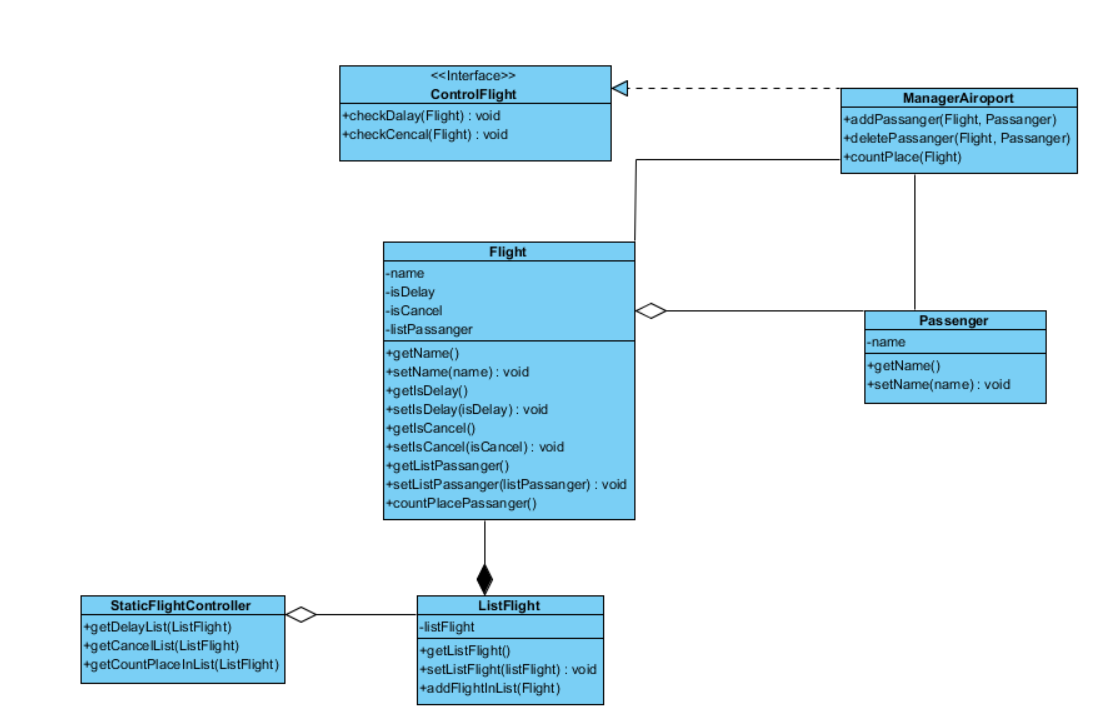 <<Interface>>
ControlFlight
+checkDalay(Flight) : void
+checkCencal(Flight) : void
ManagerAiroport
+addPassanger(Flight, Passanger)
+deletePassanger(Flight, Passanger)
+countPlace(Flight)
Flight
-name
-isDelay
-isCancel
-listPassanger
+getName()
+setName(name) : void
+getIsDelay()
+setIsDelay(isDelay) : void
+getIsCancel()
+setIsCancel(isCancel) : void
+getListPassanger()
+setListPassanger(listPassanger) : void
+countPlacePassanger()
Passenger
-name
+getName()
+setName(name) : void
StaticFlightController
+getDelayList(ListFlight)
+getCancelList(ListFlight)
+getCountPlaceInList(ListFlight)
ListFlight
-listFlight
+getListFlight()
+setListFlight(listFlight) : void
+addFlightInList(Flight)